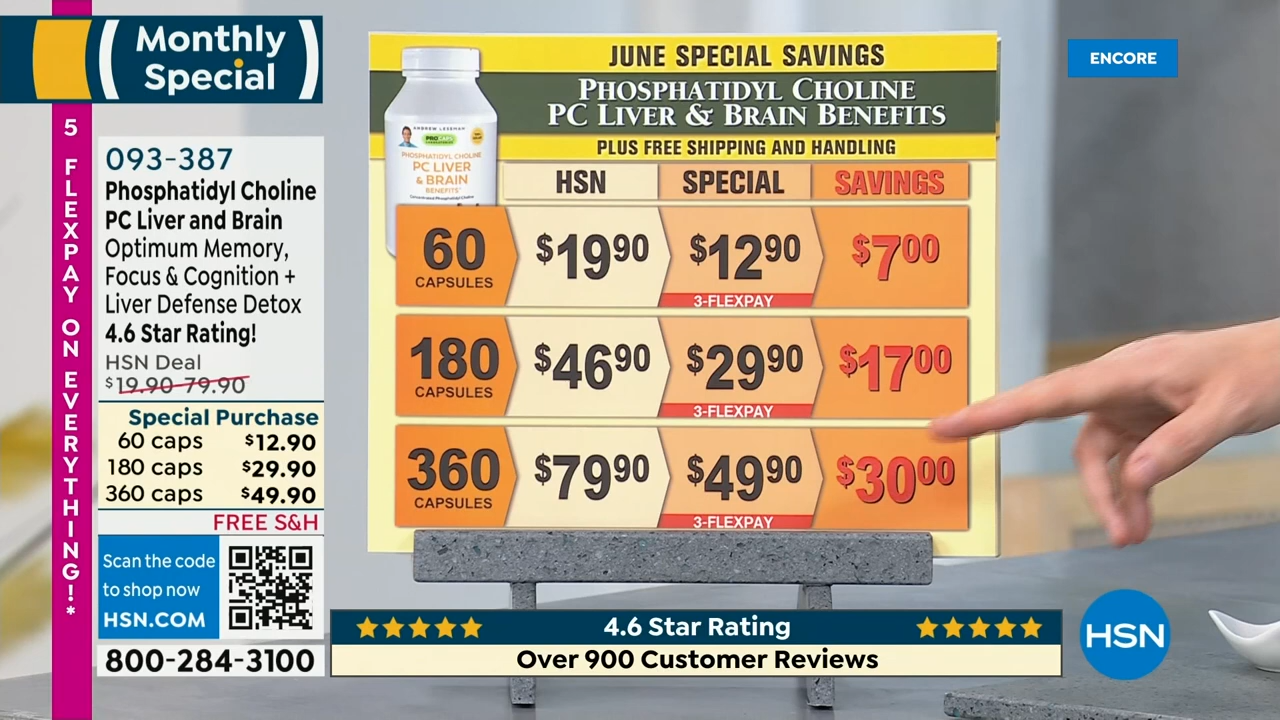 Monthly
Special
5 FLEXPAY ON EVERYTHING!*
093-387
Phosphatidyl Choline
PC Liver and Brain
Optimum Memory,
Focus & Cognition +
Liver Defense Detox
4.6 Star Rating!
HSN Deal
$19.90-79.90
Special Purchase
60 caps $12.90
180 caps $29.90
360 caps $49.90
FREE S&H
Scan the code
to shop now
HSN.COM
800-284-3100
JUNE SPECIAL SAVINGS
PHOSPHATIDYL CHOLINE
PC LIVER & BRAIN BENEFITS
PLUS FREE SHIPPING AND HANDLING
HSN SPECIAL SAVINGS
60 CAPSULES $19.90 $12.90 $7.00
3-FLEXPAY
180 CAPSULES $46.90 $29.90 $17.00
3-FLEXPAY
360 CAPSULES $79.90 $49.90 $30.00
3-FLEXPAY
ANDREW LESSMAN
PROCAPS
PHOSPHATIDYL CHOLINE
PC LIVER
& BRAIN
BENEFITS
Concentrated Phosphatidyl Choline
ENCORE
4.6 Star Rating
Over 900 Customer Reviews
HSN